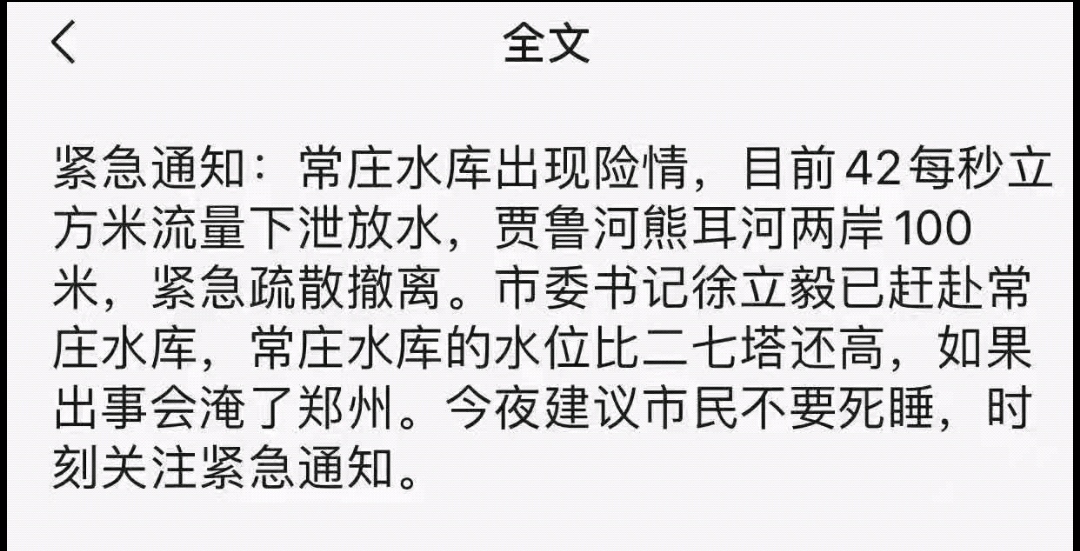 全文
紧急通知：常庄水库出现险情，目前42每秒立
方米流量下泄放水，贾鲁河熊耳河两岸100
米，紧急疏散撤离。市委书记徐立毅已赶赴常
庄水库，常庄水库的水位比二七塔还高，如果
出事会淹了郑州。今夜建议市民不要死睡，时
刻关注紧急通知。